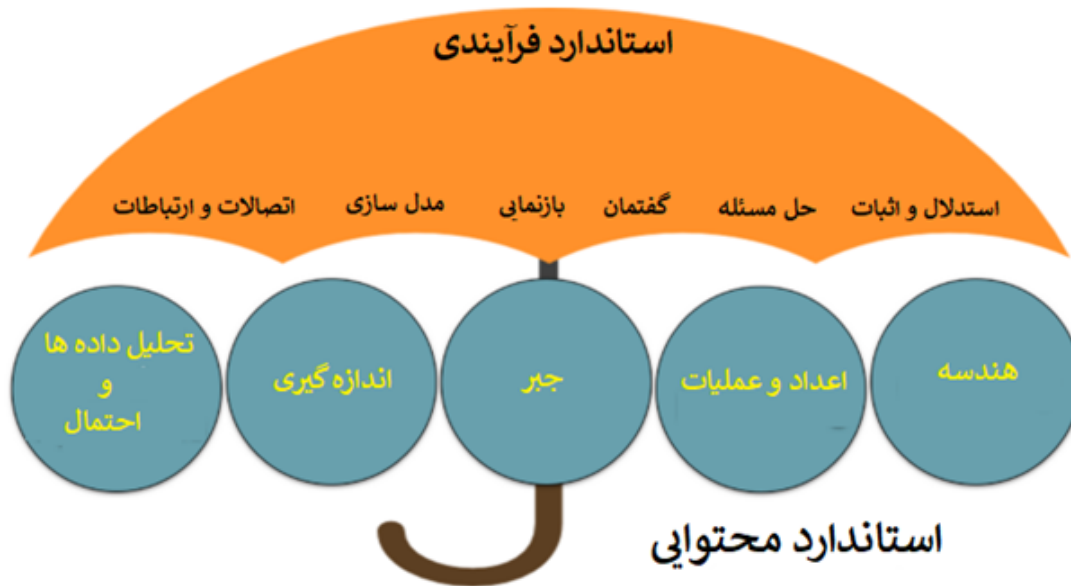 استاندارد فرآیندی
استدلال و اثبات حل مسئله گفتمان بازنمایی مدل سازی اتصالات و ارتباطات
هندسه
اعداد و عملیات
جبر
اندازه گیری
تحلیل داده ها
و
احتمال
استاندارد محتوایی